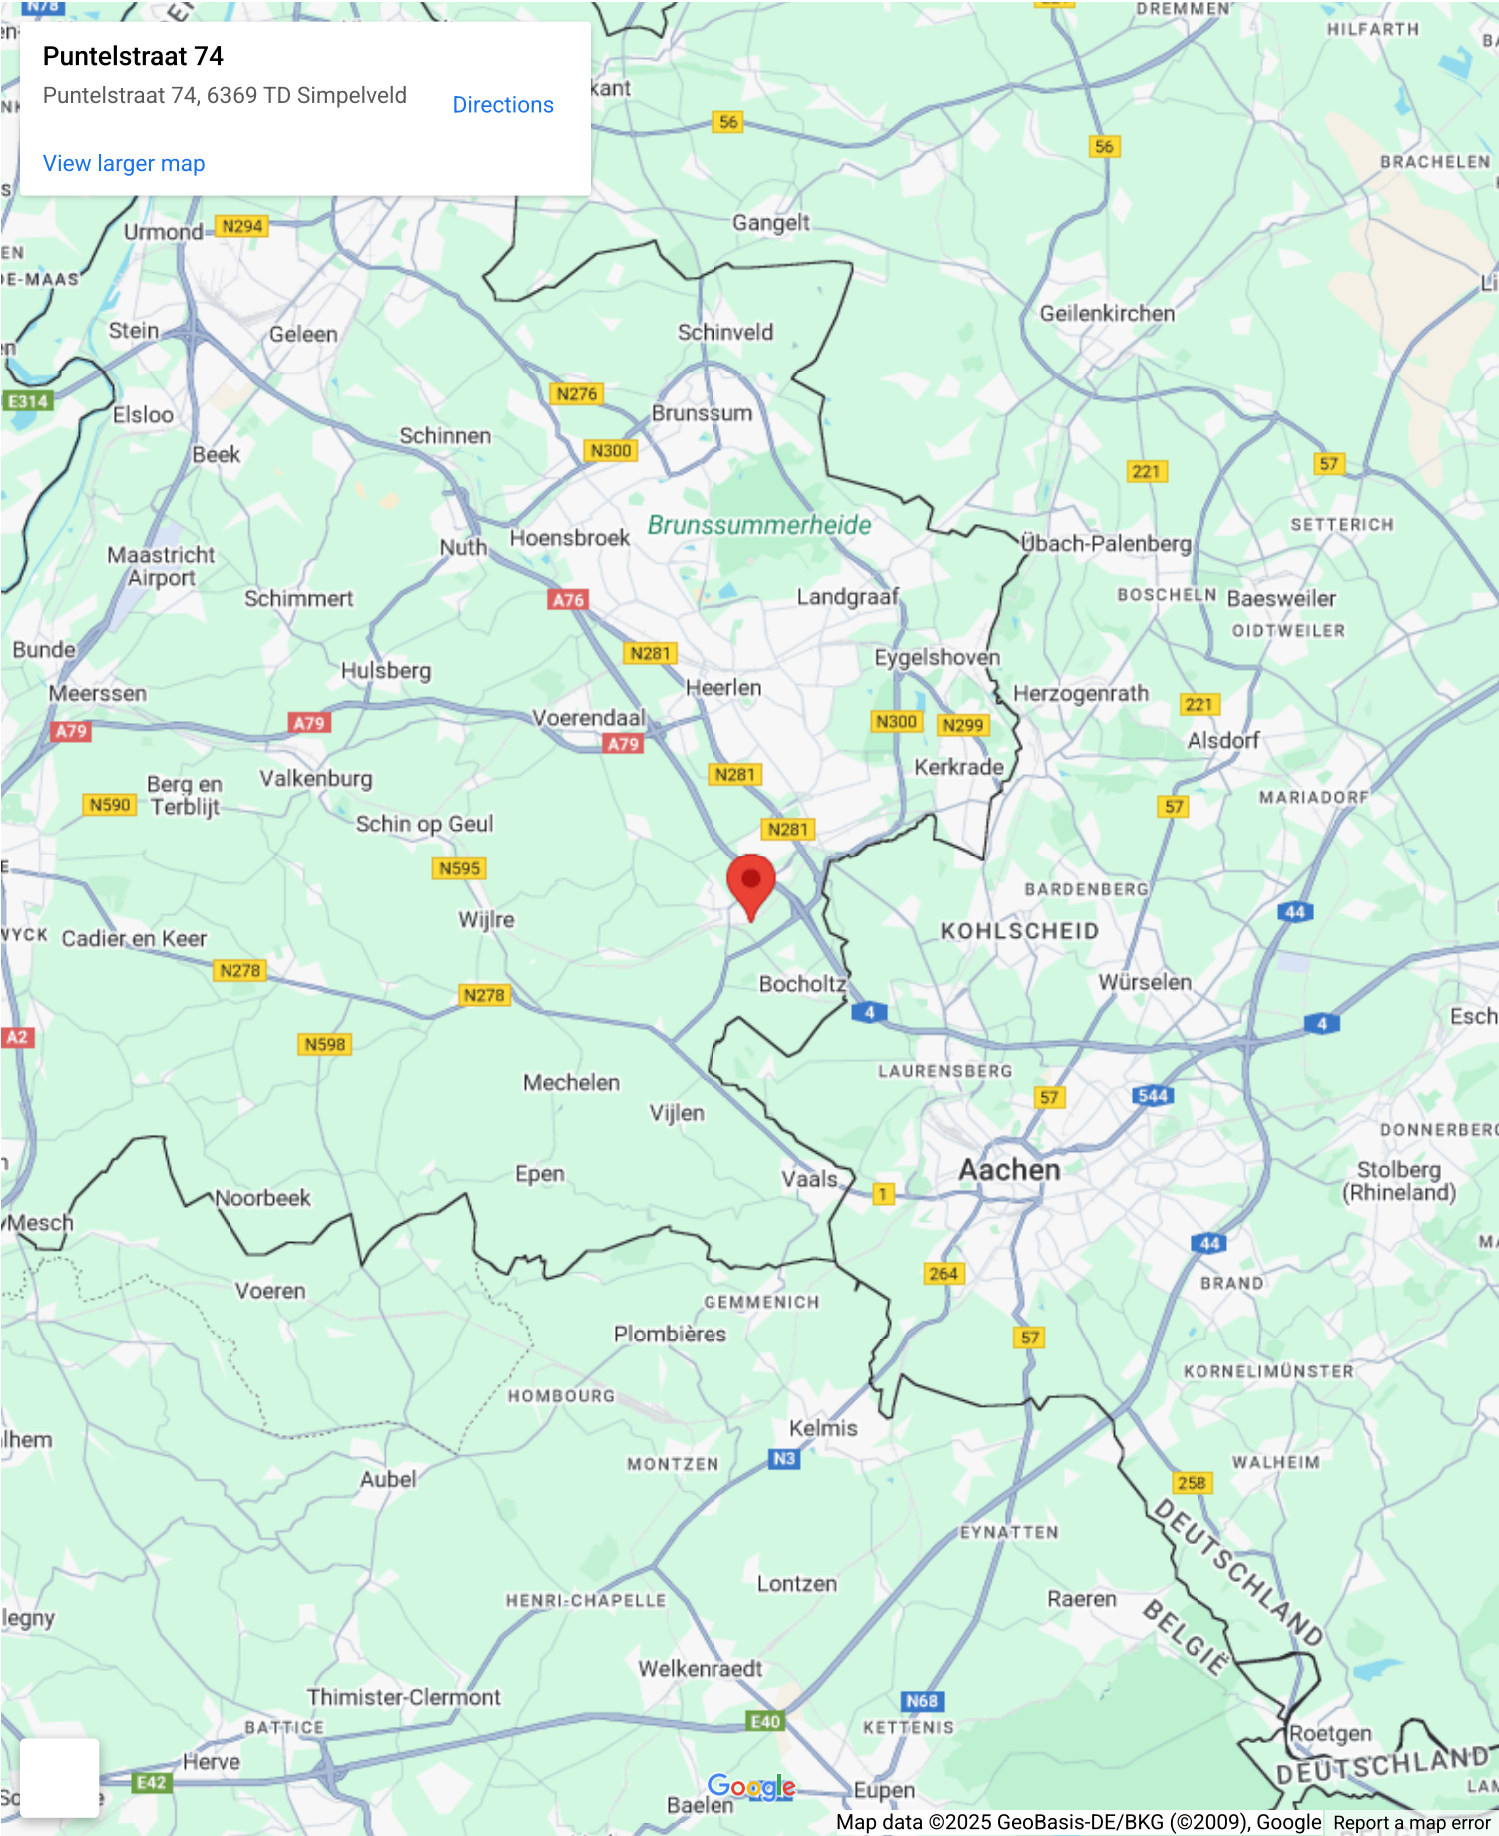 N78
DREMMEN
HILFARTH
Puntelstraat 74
Puntelstraat 74, 6369 TD Simpelveld
Directions
View larger map
kant
56
56
BRACHELEN
Urmond
N294
Gangelt
DE-MAAS
Geilenkirchen
Stein
Geleen
Schinveld
E314
N276
Elsloo
Brunssum
Schinnen
N300
Beek
221
57
Brunssummerheide
SETTERICH
Hoensbroek
Nuth
Übach-Palenberg
Maastricht
Airport
Schimmert
A76
Landgraaf
BOSCHELN
Baesweiler
OIDTWEILER
Bunde
N281
Eygelshoven
Hulsberg
Meerssen
Heerlen
Herzogenrath
221
A79
A79
Voerendaal
A79
N300
N299
Alsdorf
Kerkrade
Berg en
Terblijt
Valkenburg
N281
N590
57
MARIADORF
Schin op Geul
N281
N595
BARDENBERG
Wijlre
44
WYCK
Cadier en Keer
KOHLSCHEID
N278
N278
Bocholtz
Würselen
4
4
Esch
A2
N598
LAURENSBERG
Mechelen
57
544
Vijlen
DONNERBERG
Epen
Vaals
Aachen
Stolberg
(Rhineland)
1
Noorbeek
Mesch
44
264
BRAND
Voeren
GEMMENICH
Plombières
57
KORNELIMÜNSTER
HOMBOURG
Kelmis
lhem
MONTZEN
N3
WALHEIM
Aubel
258
DEUTSCHLAND
EYNATTEN
Lontzen
HENRI-CHAPELLE
Raeren
BELGIË
legny
Welkenraedt
Thimister-Clermont
N68
BATTICE
E40
KETTENIS
Roetgen
Herve
DEUTSCHLAND
E42
Google
Eupen
Baelen
LAM
Map data ©2025 GeoBasis-DE/BKG (©2009), Google
Report a map error